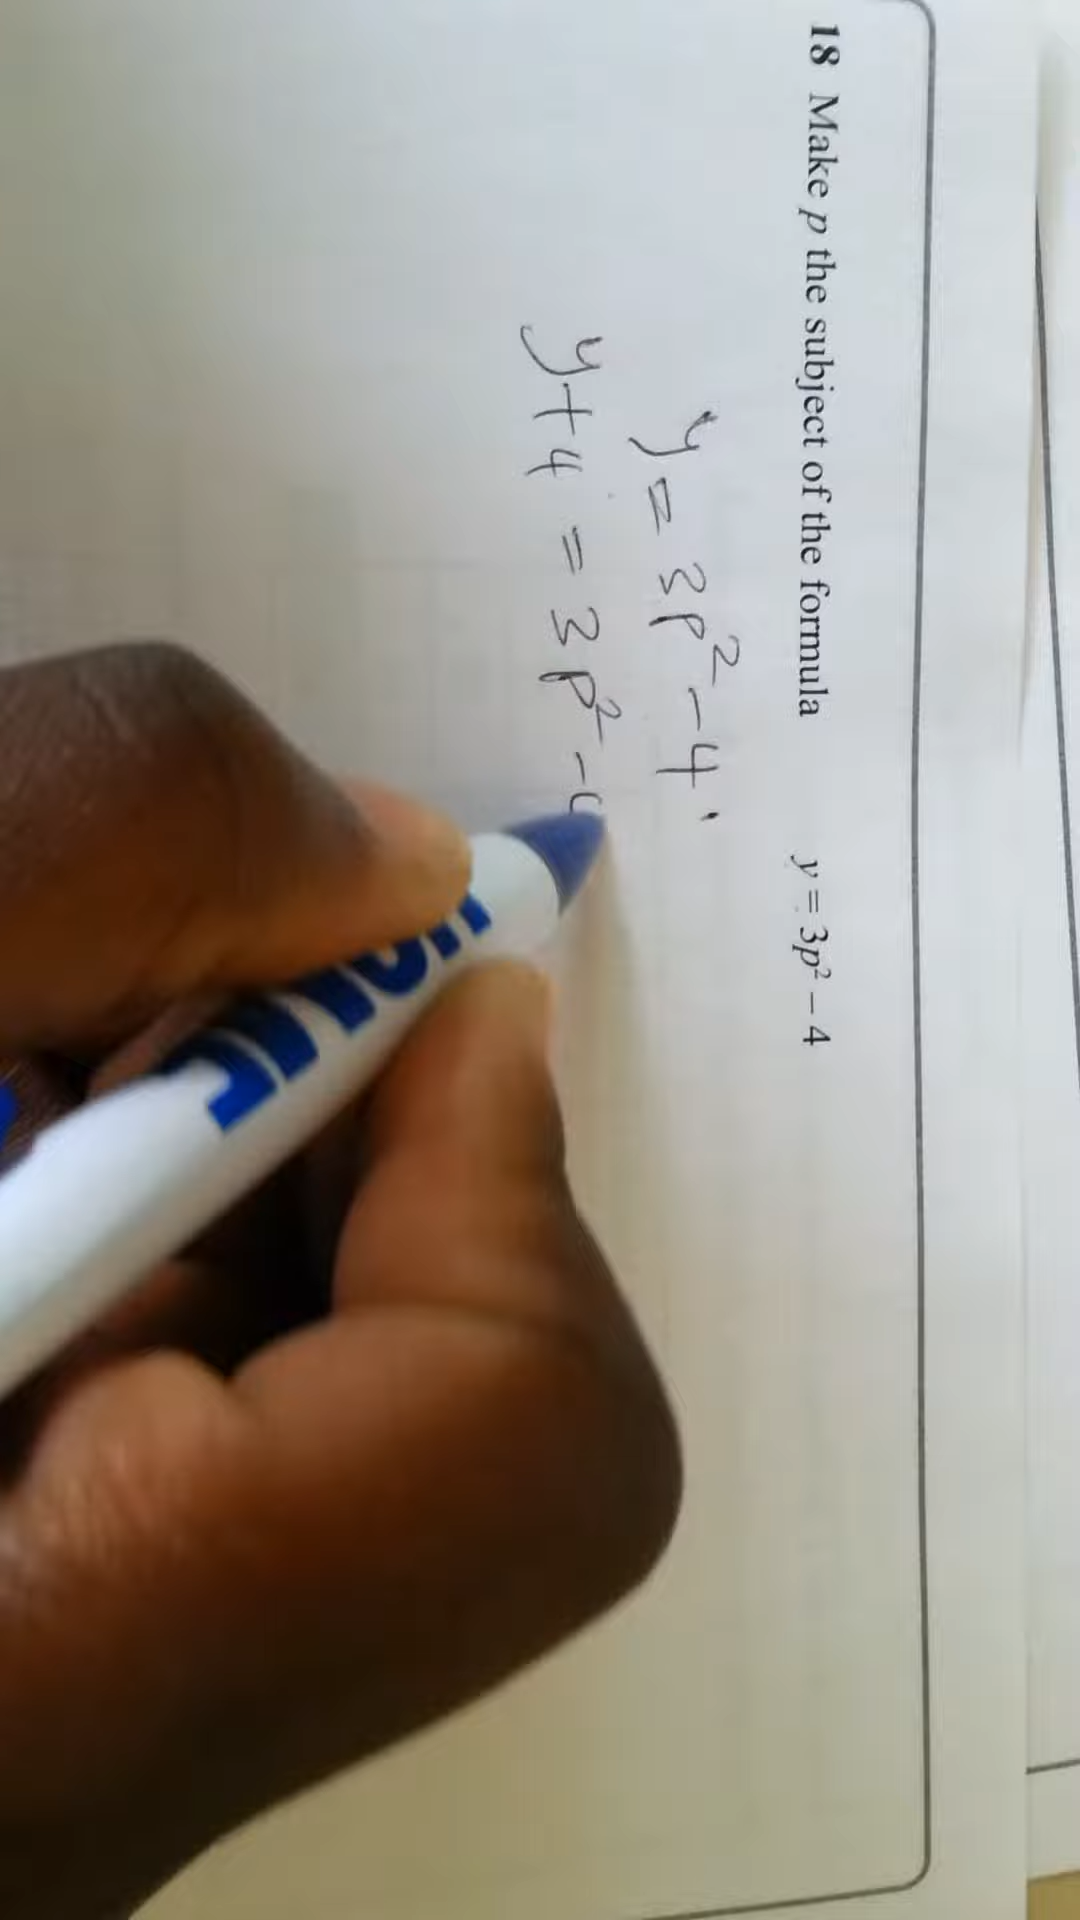 18 Make p the subject of the formula y = 3p² – 4
y = 3p² - 4
y + 4 = 3p² -